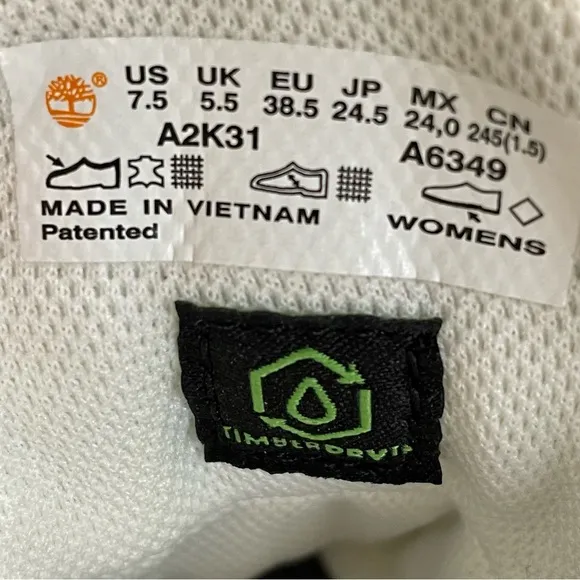 ® US UK EU JP MX CN
7.5 5.5 38.5 24.5 24,0 245(1.5)
A2K31 A6349
MADE IN VIETNAM WOMENS
Patented
TIMBERDRY™